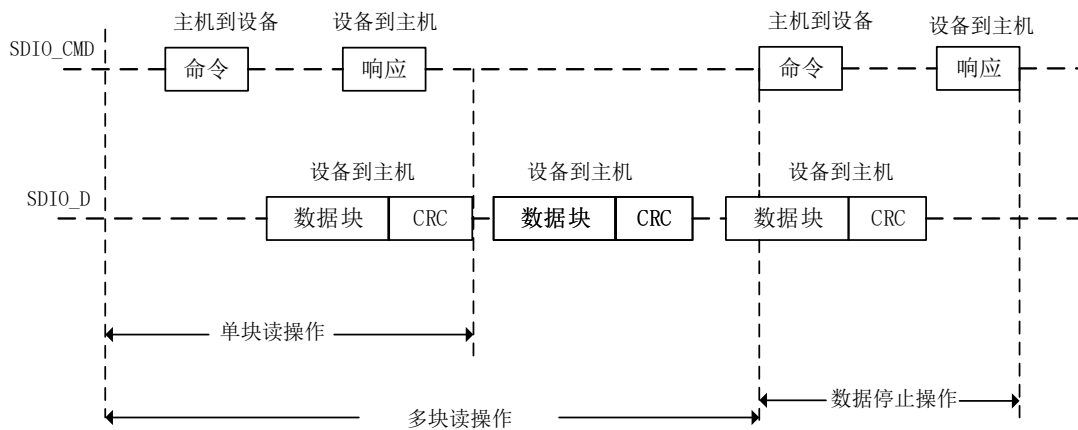 主机到设备
设备到主机
主机到设备
设备到主机
SDIO_CMD
命令
响应
命令
响应
设备到主机
设备到主机
设备到主机
SDIO_D
数据块
CRC
数据块
CRC
数据块
CRC
单块读操作
多块读操作
数据停止操作